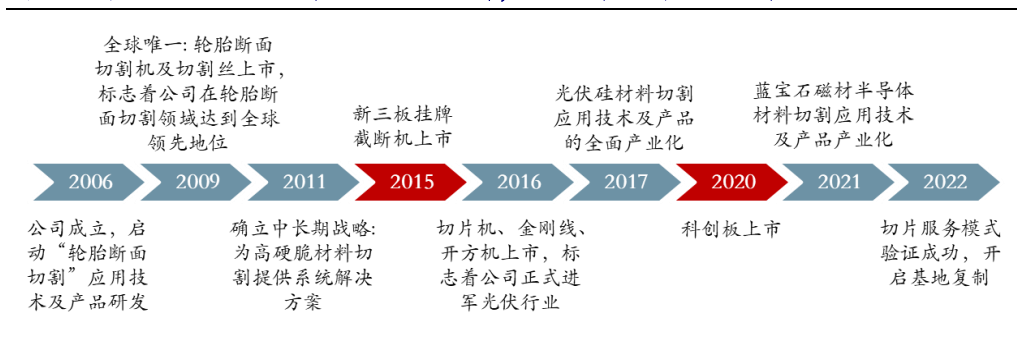 全球唯一: 轮胎断面
切割机及切割丝上市，
标志着公司在轮胎断
面切割领域达到全球
领先地位
新三板挂牌
截断机上市
光伏硅材料切割
应用技术及产品
的全面产业化
蓝宝石磁材半导体
材料切割应用技术
及产品产业化
2006
2009
2011
2015
2016
2017
2020
2021
2022
公司成立，启
动“轮胎断面
切割”应用技
术及产品研发
确立中长期战略:
为高硬脆材料切
割提供系统解决
方案
切片机、金刚线、
开方机上市，标
志着公司正式进
军光伏行业
科创板上市
切片服务模式
验证成功，开
启基地复制